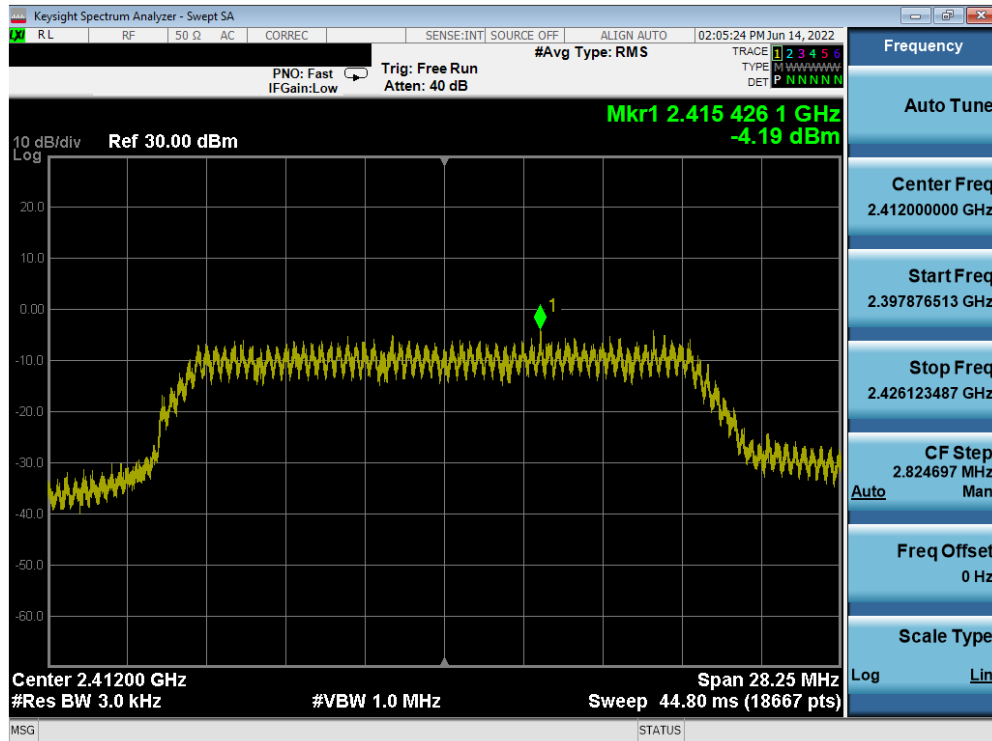 Keysight Spectrum Analyzer - Swept SA
LXI RL RF 50 Ω AC CORREC SENSE:INT SOURCE OFF ALIGN AUTO 02:05:24 PM Jun 14, 2022
Frequency
#Avg Type: RMS
TRACE 1 2 3 4 5 6
PNO: Fast Trig: Free Run
TYPE M WWWWW
IFGain:Low Atten: 40 dB
DET P N N N N N
Auto Tune
Mkr1 2.415 426 1 GHz
-4.19 dBm
10 dB/div Ref 30.00 dBm
Log
20.0
10.0
0.00
-10.0
-20.0
-30.0
-40.0
-50.0
-60.0
1
Center Freq
2.412000000 GHz
Start Freq
2.397876513 GHz
Stop Freq
2.426123487 GHz
CF Step
2.824697 MHz
Auto Man
Freq Offset
0 Hz
Scale Type
Log Lin
Center 2.41200 GHz Span 28.25 MHz
#Res BW 3.0 kHz #VBW 1.0 MHz Sweep 44.80 ms (18667 pts)
MSG STATUS